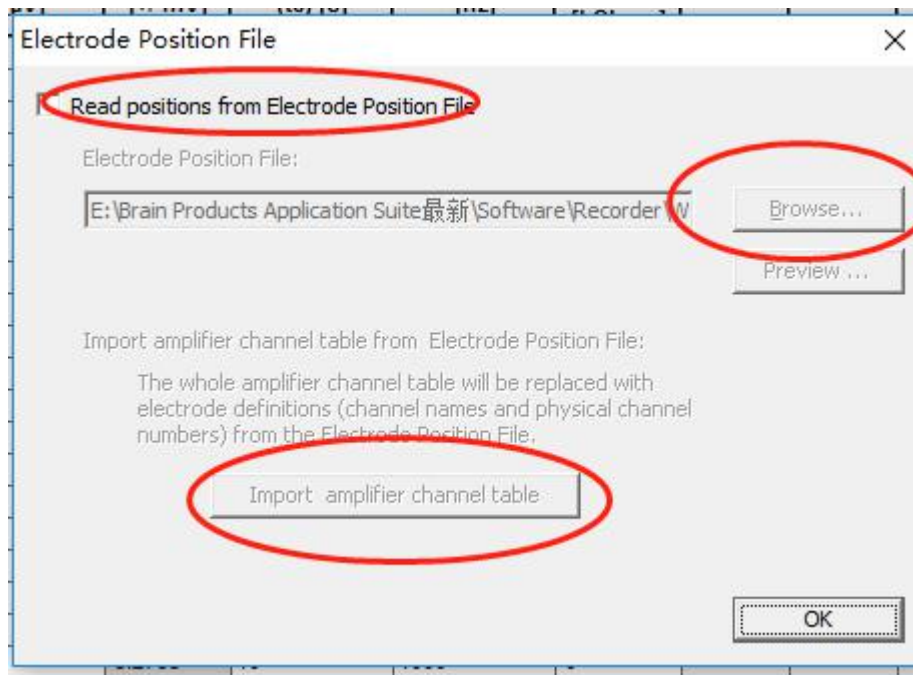 Electrode Position File
Read positions from Electrode Position File
Electrode Position File:
E:\Brain Products Application Suite最新\Software\Recorder\W
Browse...
Preview ...
Import amplifier channel table from Electrode Position File:
The whole amplifier channel table will be replaced with
electrode definitions (channel names and physical channel
numbers) from the Electrode Position File.
Import amplifier channel table
OK